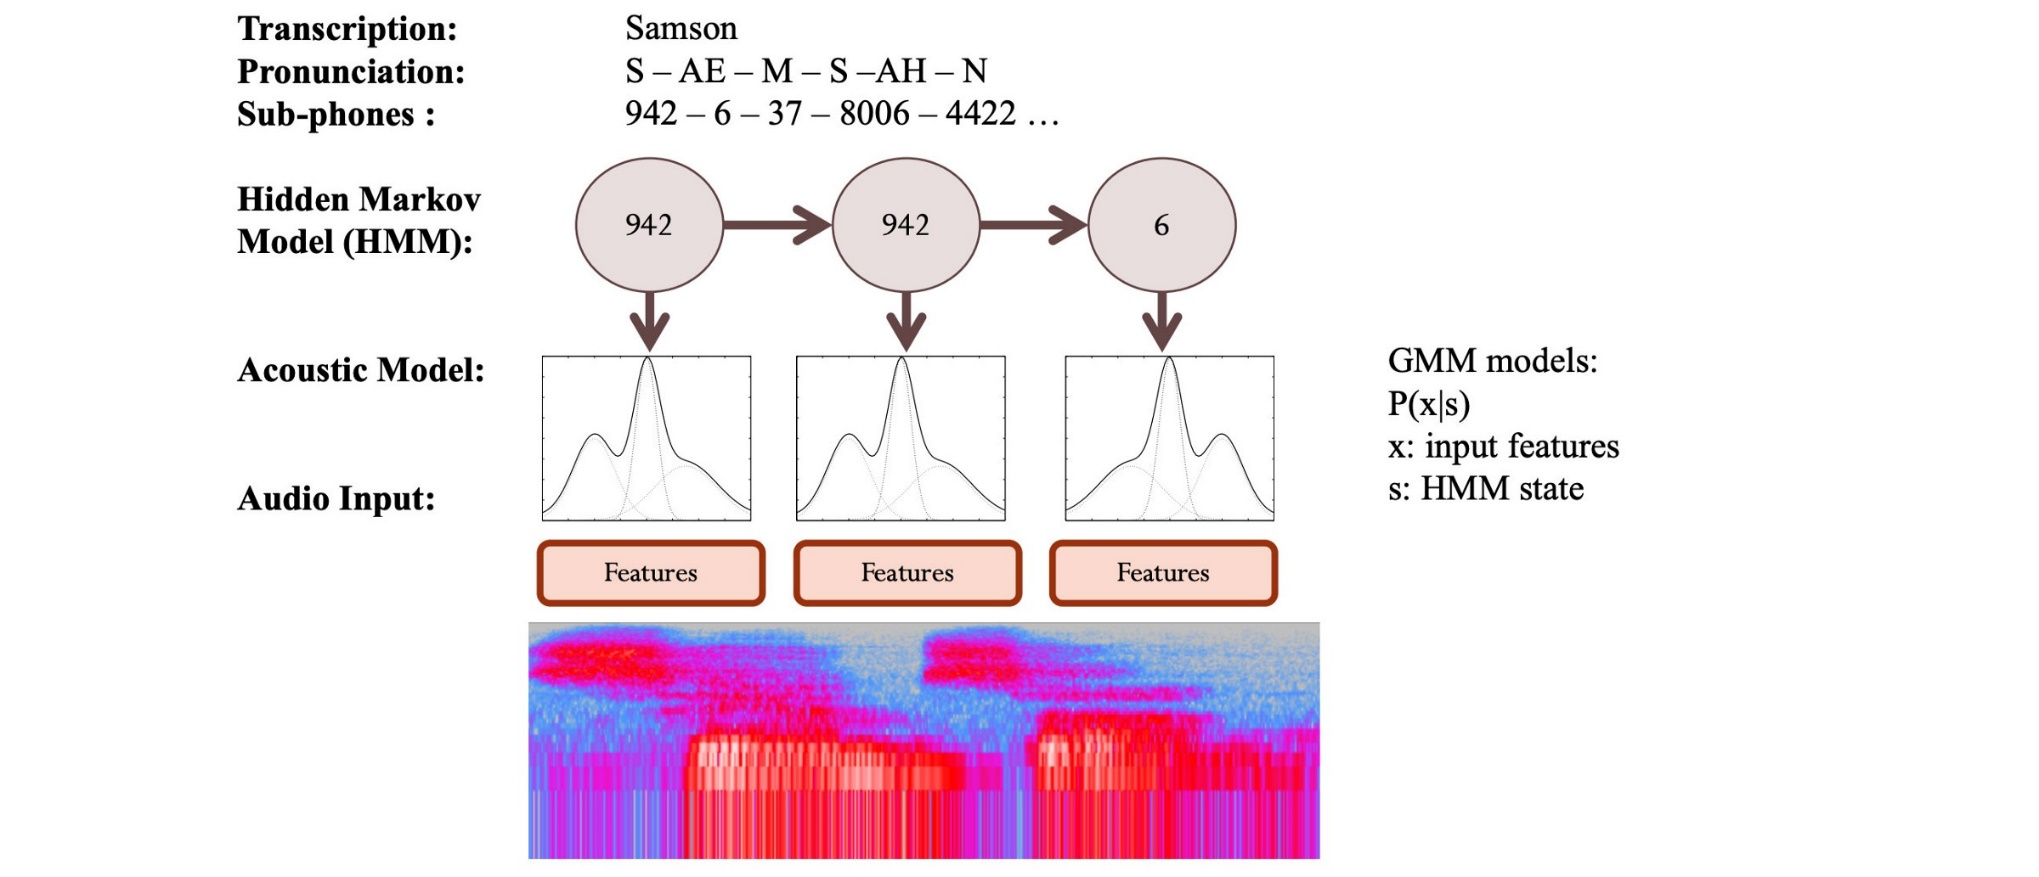 Transcription: Samson
Pronunciation: S – AE – M – S –AH – N
Sub-phones : 942 – 6 – 37 – 8006 – 4422 …
Hidden Markov
Model (HMM):
942 942 6
Acoustic Model:
GMM models:
P(x|s)
x: input features
s: HMM state
Audio Input:
Features Features Features